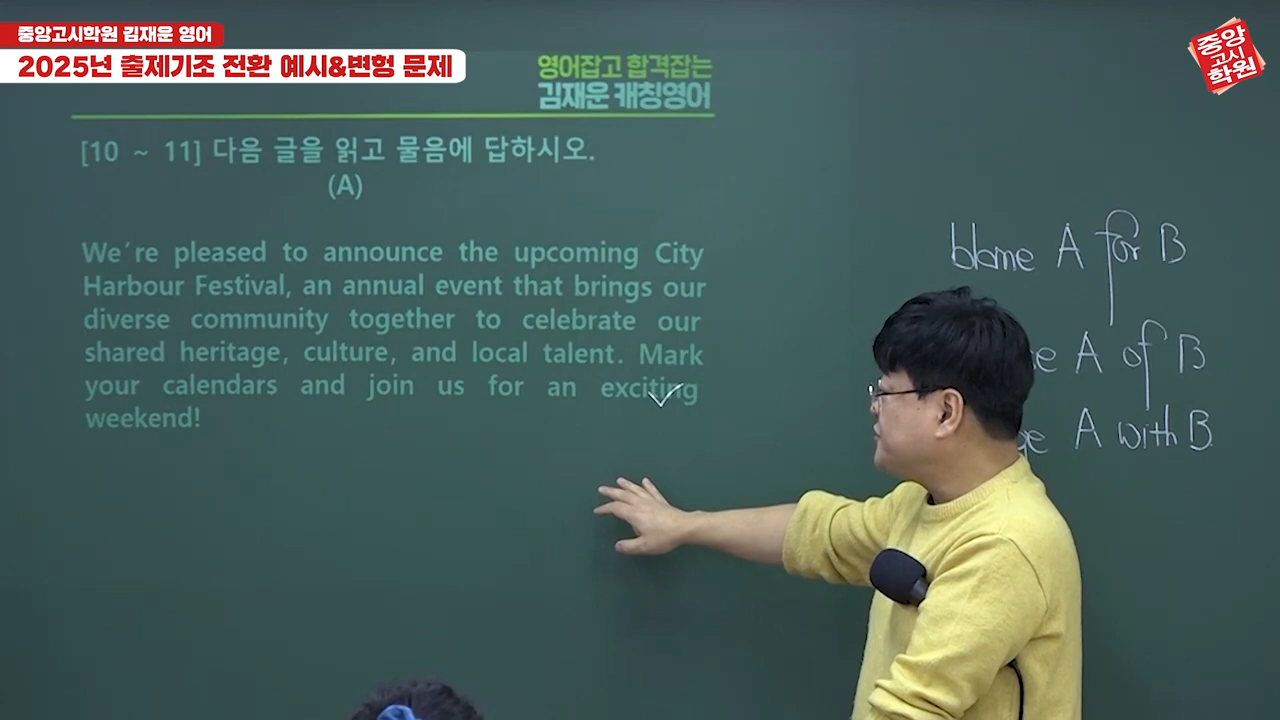 중앙고시학원 김재운 영어
2025년 출제기조 전환 예시&변형 문제
중앙
고시
학원
영어잡고 합격잡는
김재운 캐칭영어
[10 ~ 11] 다음 글을 읽고 물음에 답하시오.
(A)
We're pleased to announce the upcoming City
Harbour Festival, an annual event that brings our
diverse community together to celebrate our
shared heritage, culture, and local talent. Mark
your calendars and join us for an exciting
weekend!
blame A for B
A of B
A with B